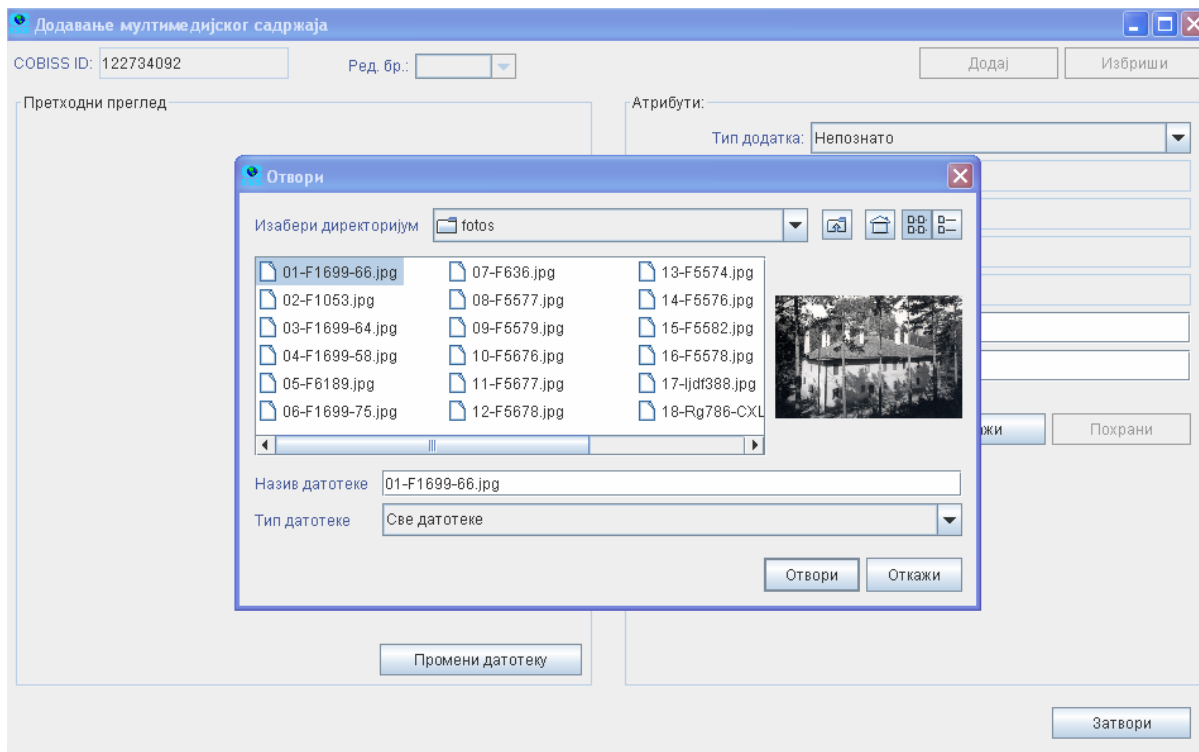 Додавање мултимедијског садржаја
COBISS ID: 122734092 Ред. бр.: Додај Избриши
Претходни преглед Атрибути:
Тип додатка: Непознато
Отвори
Изабери директоријум fotos
01-F1699-66.jpg 07-F636.jpg 13-F5574.jpg
02-F1053.jpg 08-F5577.jpg 14-F5576.jpg
03-F1699-64.jpg 09-F5579.jpg 15-F5582.jpg
04-F1699-58.jpg 10-F5676.jpg 16-F5578.jpg
05-F6189.jpg 11-F5677.jpg 17-ljdf388.jpg
06-F1699-75.jpg 12-F5678.jpg 18-Rg786-CXL
жи Похрани
Назив датотеке 01-F1699-66.jpg
Тип датотеке Све датотеке
Отвори Откажи
Промени датотеку
Затвори